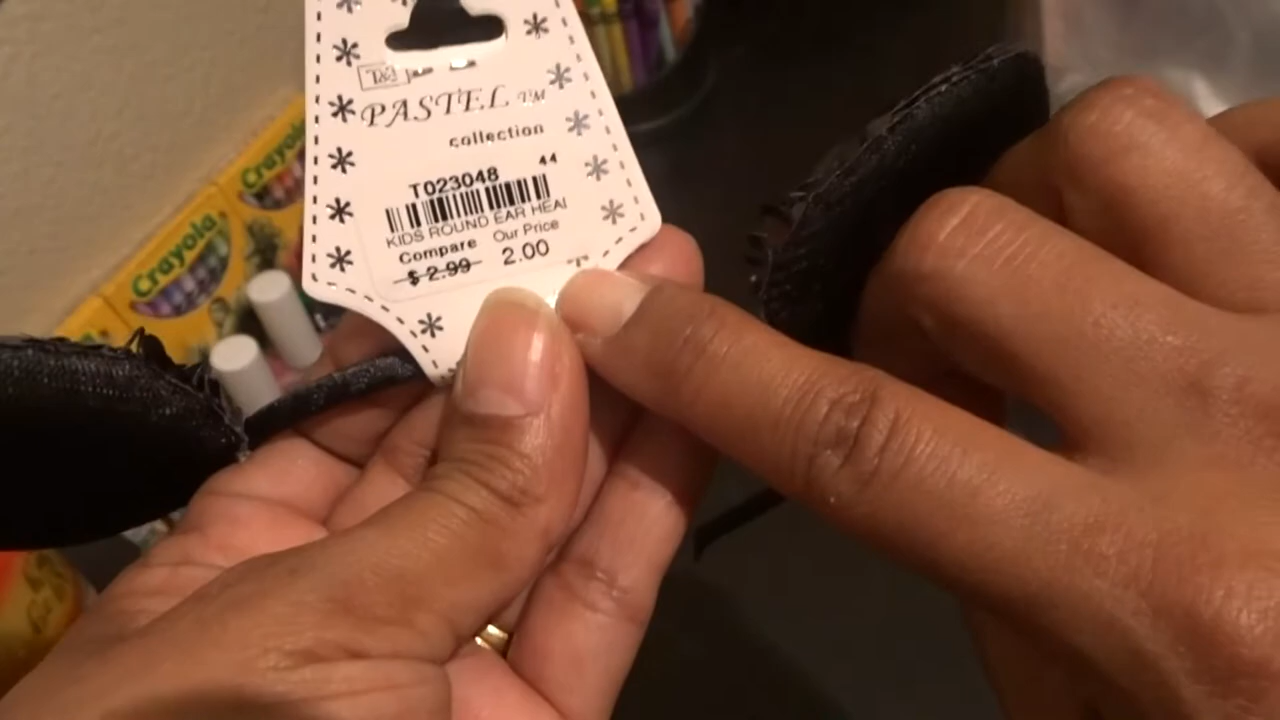 T&J
PASTEL TM
collection
44
T023048
KIDS ROUND EAR HEAI
Compare Our Price
$ 2.99 2.00
Crayola
Crayola